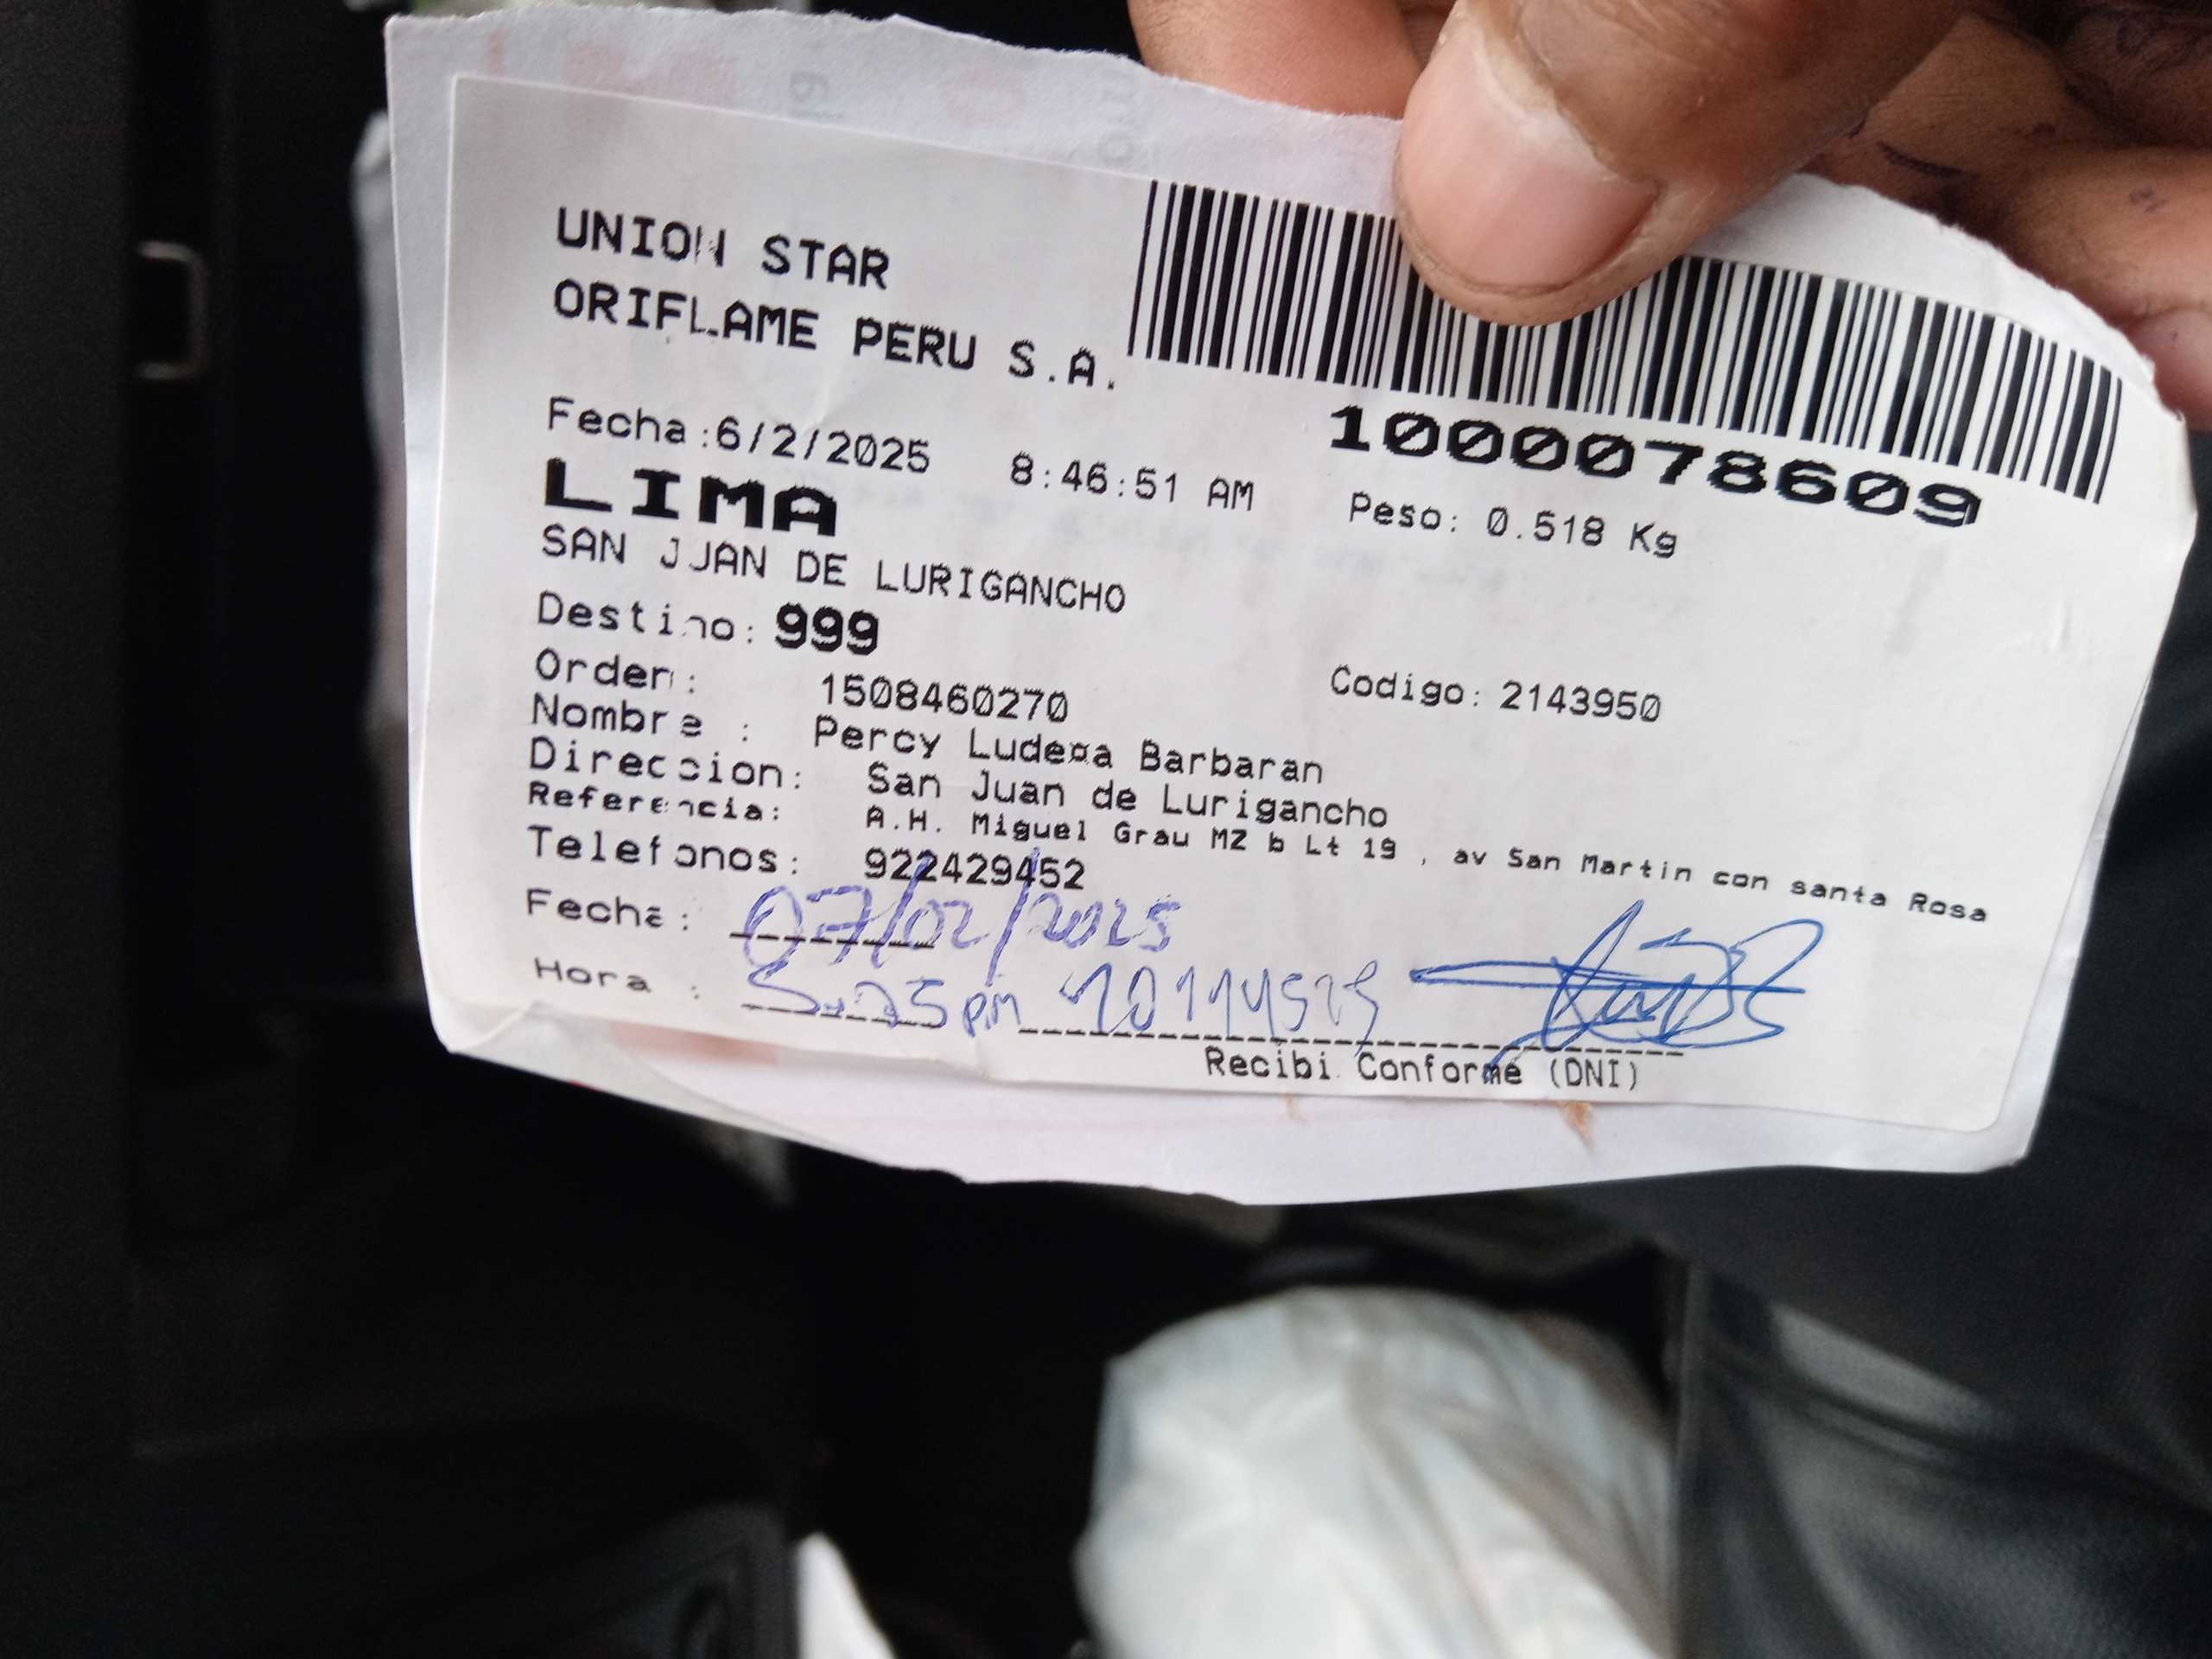 UNION STAR
ORIFLAME PERU S.A.
1000078609
Fecha:6/2/2025 8:46:51 AM Peso: 0.518 Kg
LIMA
SAN JUAN DE LURIGANCHO
Destino: 999
Orden: 1508460270 Codigo: 2143950
Nombre : Percy Ludeña Barbaran
Direccion: San Juan de Lurigancho
Referencia: A.H. Miguel Grau MZ b Lt 19 , av San Martin con santa Rosa
Telefonos: 922429452
Fecha: 07/02/2025
Hora :
Recibi Conforme (DNI)